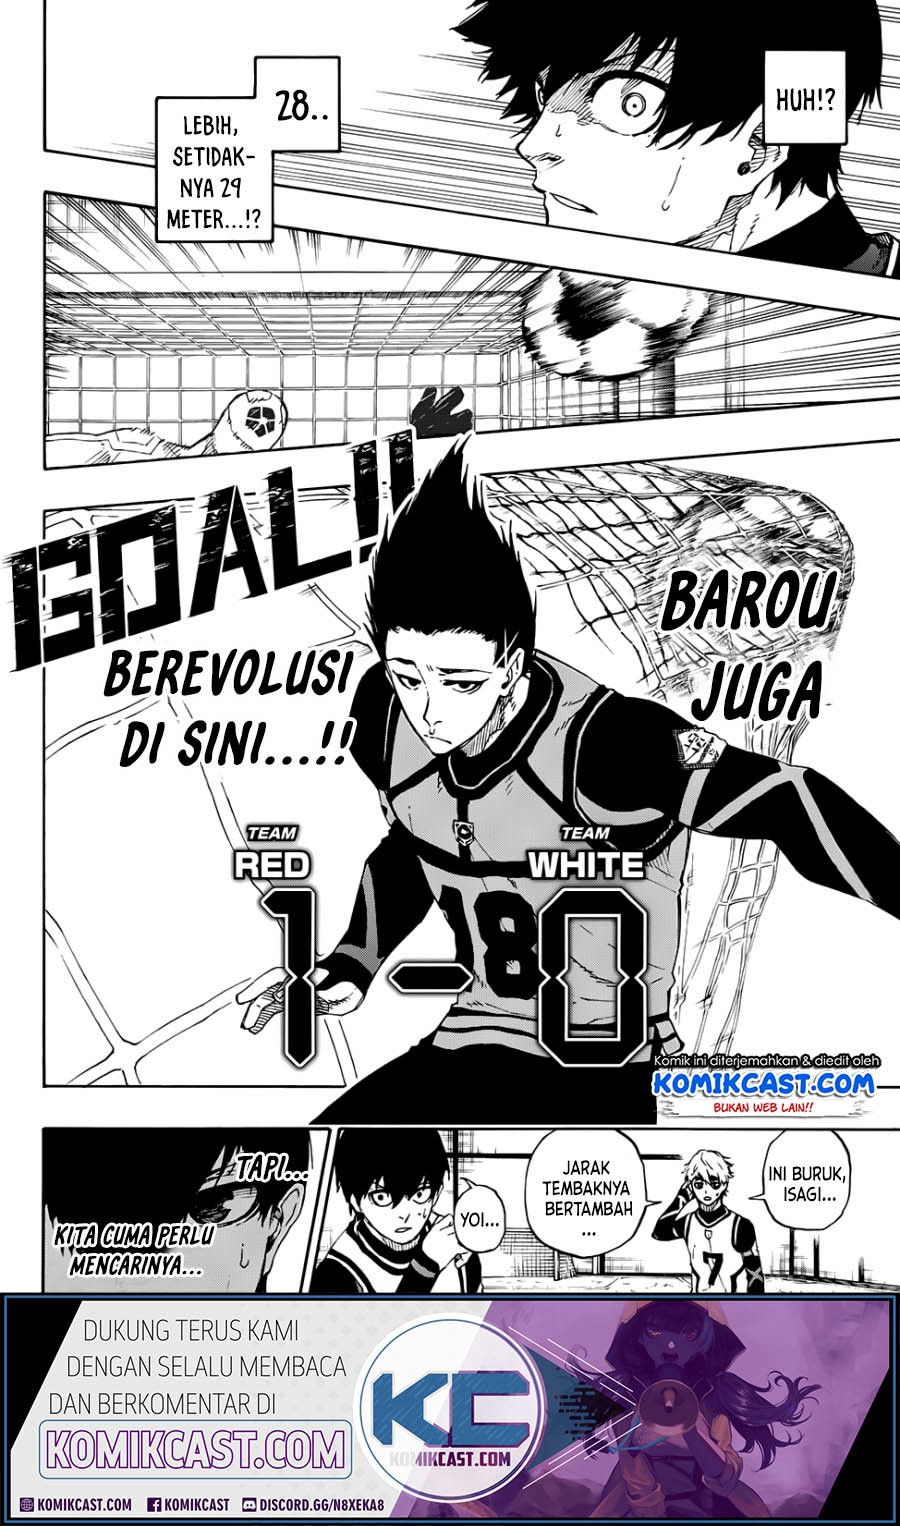 HUH!?
28..
LEBIH,
SETIDAK-
NYA 29
METER...!?
GOAL!!
BAROU
JUGA
BEREVOLUSI
DI SINI...!!
TEAM
RED
TEAM
WHITE
1-0
18
Komik ini diterjemahkan & diedit oleh
KOMIKCAST.COM
BUKAN WEB LAIN!!
INI BURUK,
ISAGI...
JARAK
TEMBAKNYA
BERTAMBAH
...
YOI...
7
TAPI...
KITA CUMA PERLU
MENCARINYA...
DUKUNG TERUS KAMI
DENGAN SELALU MEMBACA
DAN BERKOMENTAR DI
KOMIKCAST.COM
KC
KOMIKCAST.COM
KOMIKCAST.COM
KOMIKCAST
DISCORD.GG/N8XEKA8